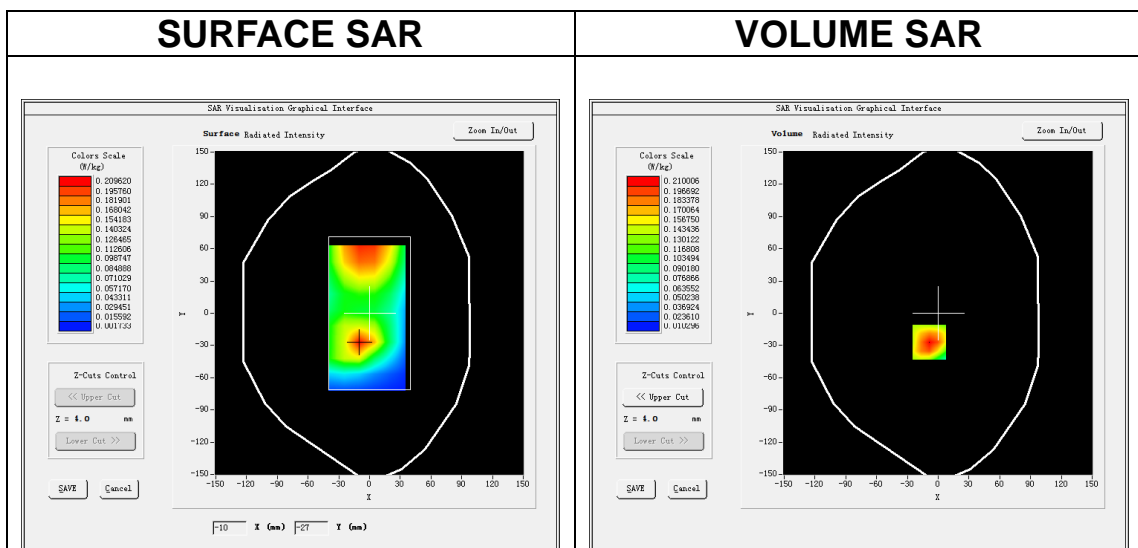 SURFACE SAR
VOLUME SAR
SAR Visualisation Graphical Interface
Surface Radiated Intensity
Zoom In/Out
Colors Scale
(W/kg)
0.209620
0.195760
0.181901
0.168042
0.154183
0.140324
0.126465
0.112606
0.098747
0.084888
0.071029
0.057170
0.043311
0.029451
0.015592
0.001733
Z-Cuts Control
<< Upper Cut
Z = 4.0 mm
Lower Cut >>
SAVE
Cancel
150
120
90
60
30
0
-30
-60
-90
-120
-150
Y
-150 -120 -90 -60 -30 0 30 60 90 120 150
X
-10 X (mm) -27 Y (mm)
SAR Visualisation Graphical Interface
Volume Radiated Intensity
Zoom In/Out
Colors Scale
(W/kg)
0.210006
0.196692
0.183378
0.170064
0.156750
0.143436
0.130122
0.116808
0.103494
0.090180
0.076866
0.063552
0.050238
0.036924
0.023610
0.010296
Z-Cuts Control
<< Upper Cut
Z = 4.0 mm
Lower Cut >>
SAVE
Cancel
150
120
90
60
30
0
-30
-60
-90
-120
-150
Y
-150 -120 -90 -60 -30 0 30 60 90 120 150
X